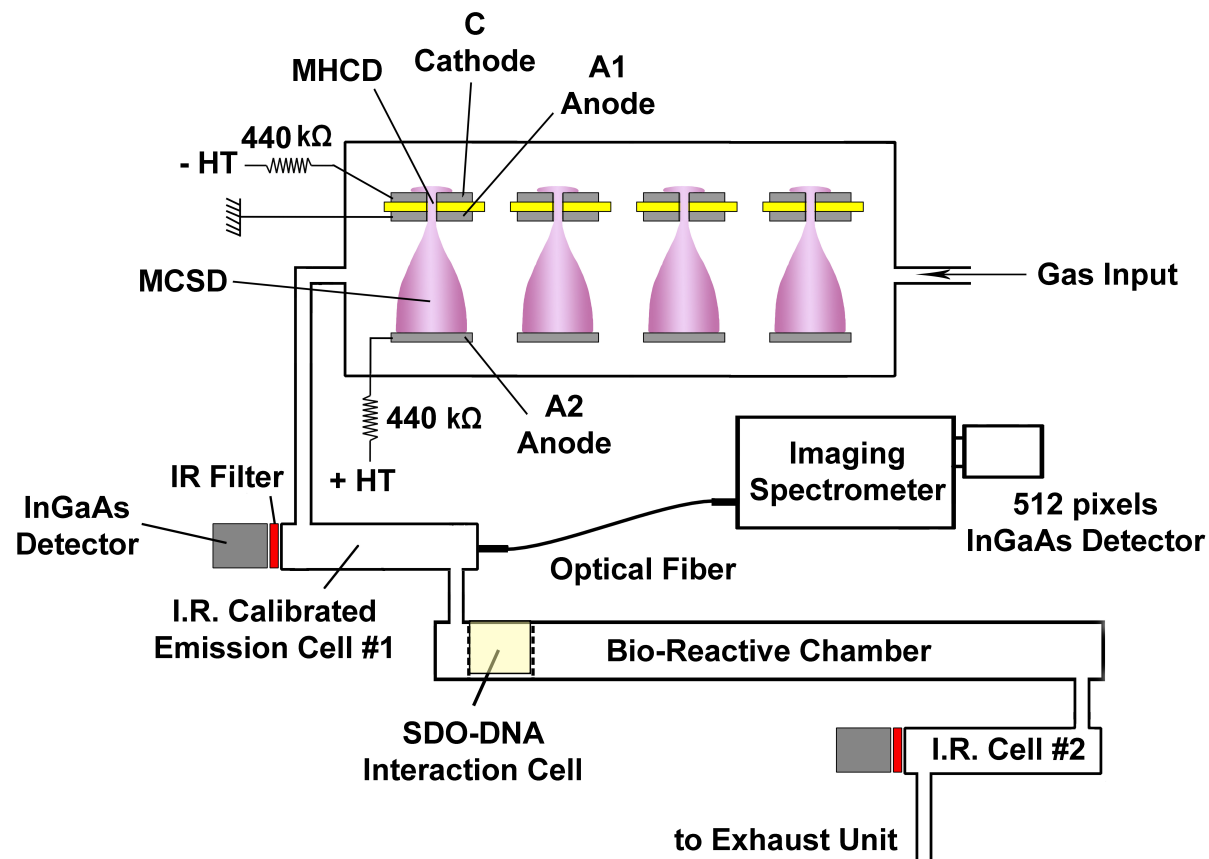 C
Cathode
MHCD
A1
Anode
440 kΩ
- HT
MCSD
Gas Input
440 kΩ
A2
Anode
+ HT
IR Filter
InGaAs
Detector
Imaging
Spectrometer
512 pixels
InGaAs Detector
Optical Fiber
I.R. Calibrated
Emission Cell #1
Bio-Reactive Chamber
SDO-DNA
Interaction Cell
I.R. Cell #2
to Exhaust Unit